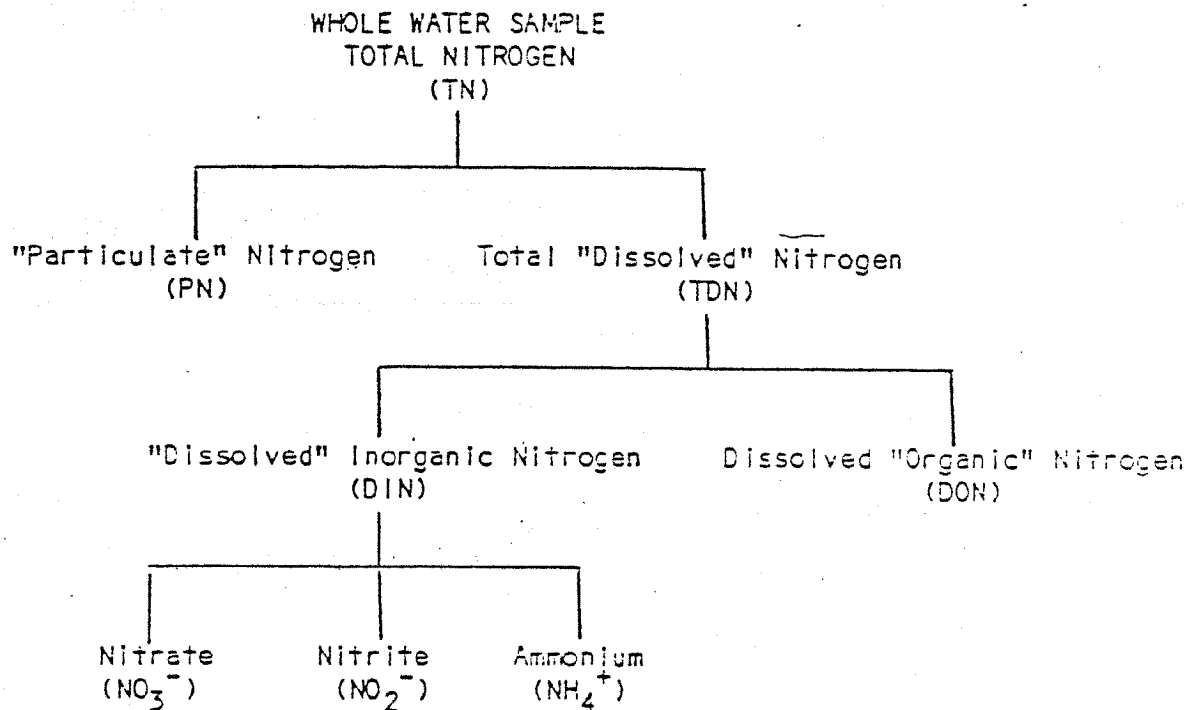 WHOLE WATER SAMPLE
TOTAL NITROGEN
(TN)
"Particulate" Nitrogen
(PN)
Total "Dissolved" Nitrogen
(TDN)
"Dissolved" Inorganic Nitrogen
(DIN)
Dissolved "Organic" Nitrogen
(DON)
Nitrate
(NO₃⁻)
Nitrite
(NO₂⁻)
Ammonium
(NH₄⁺)